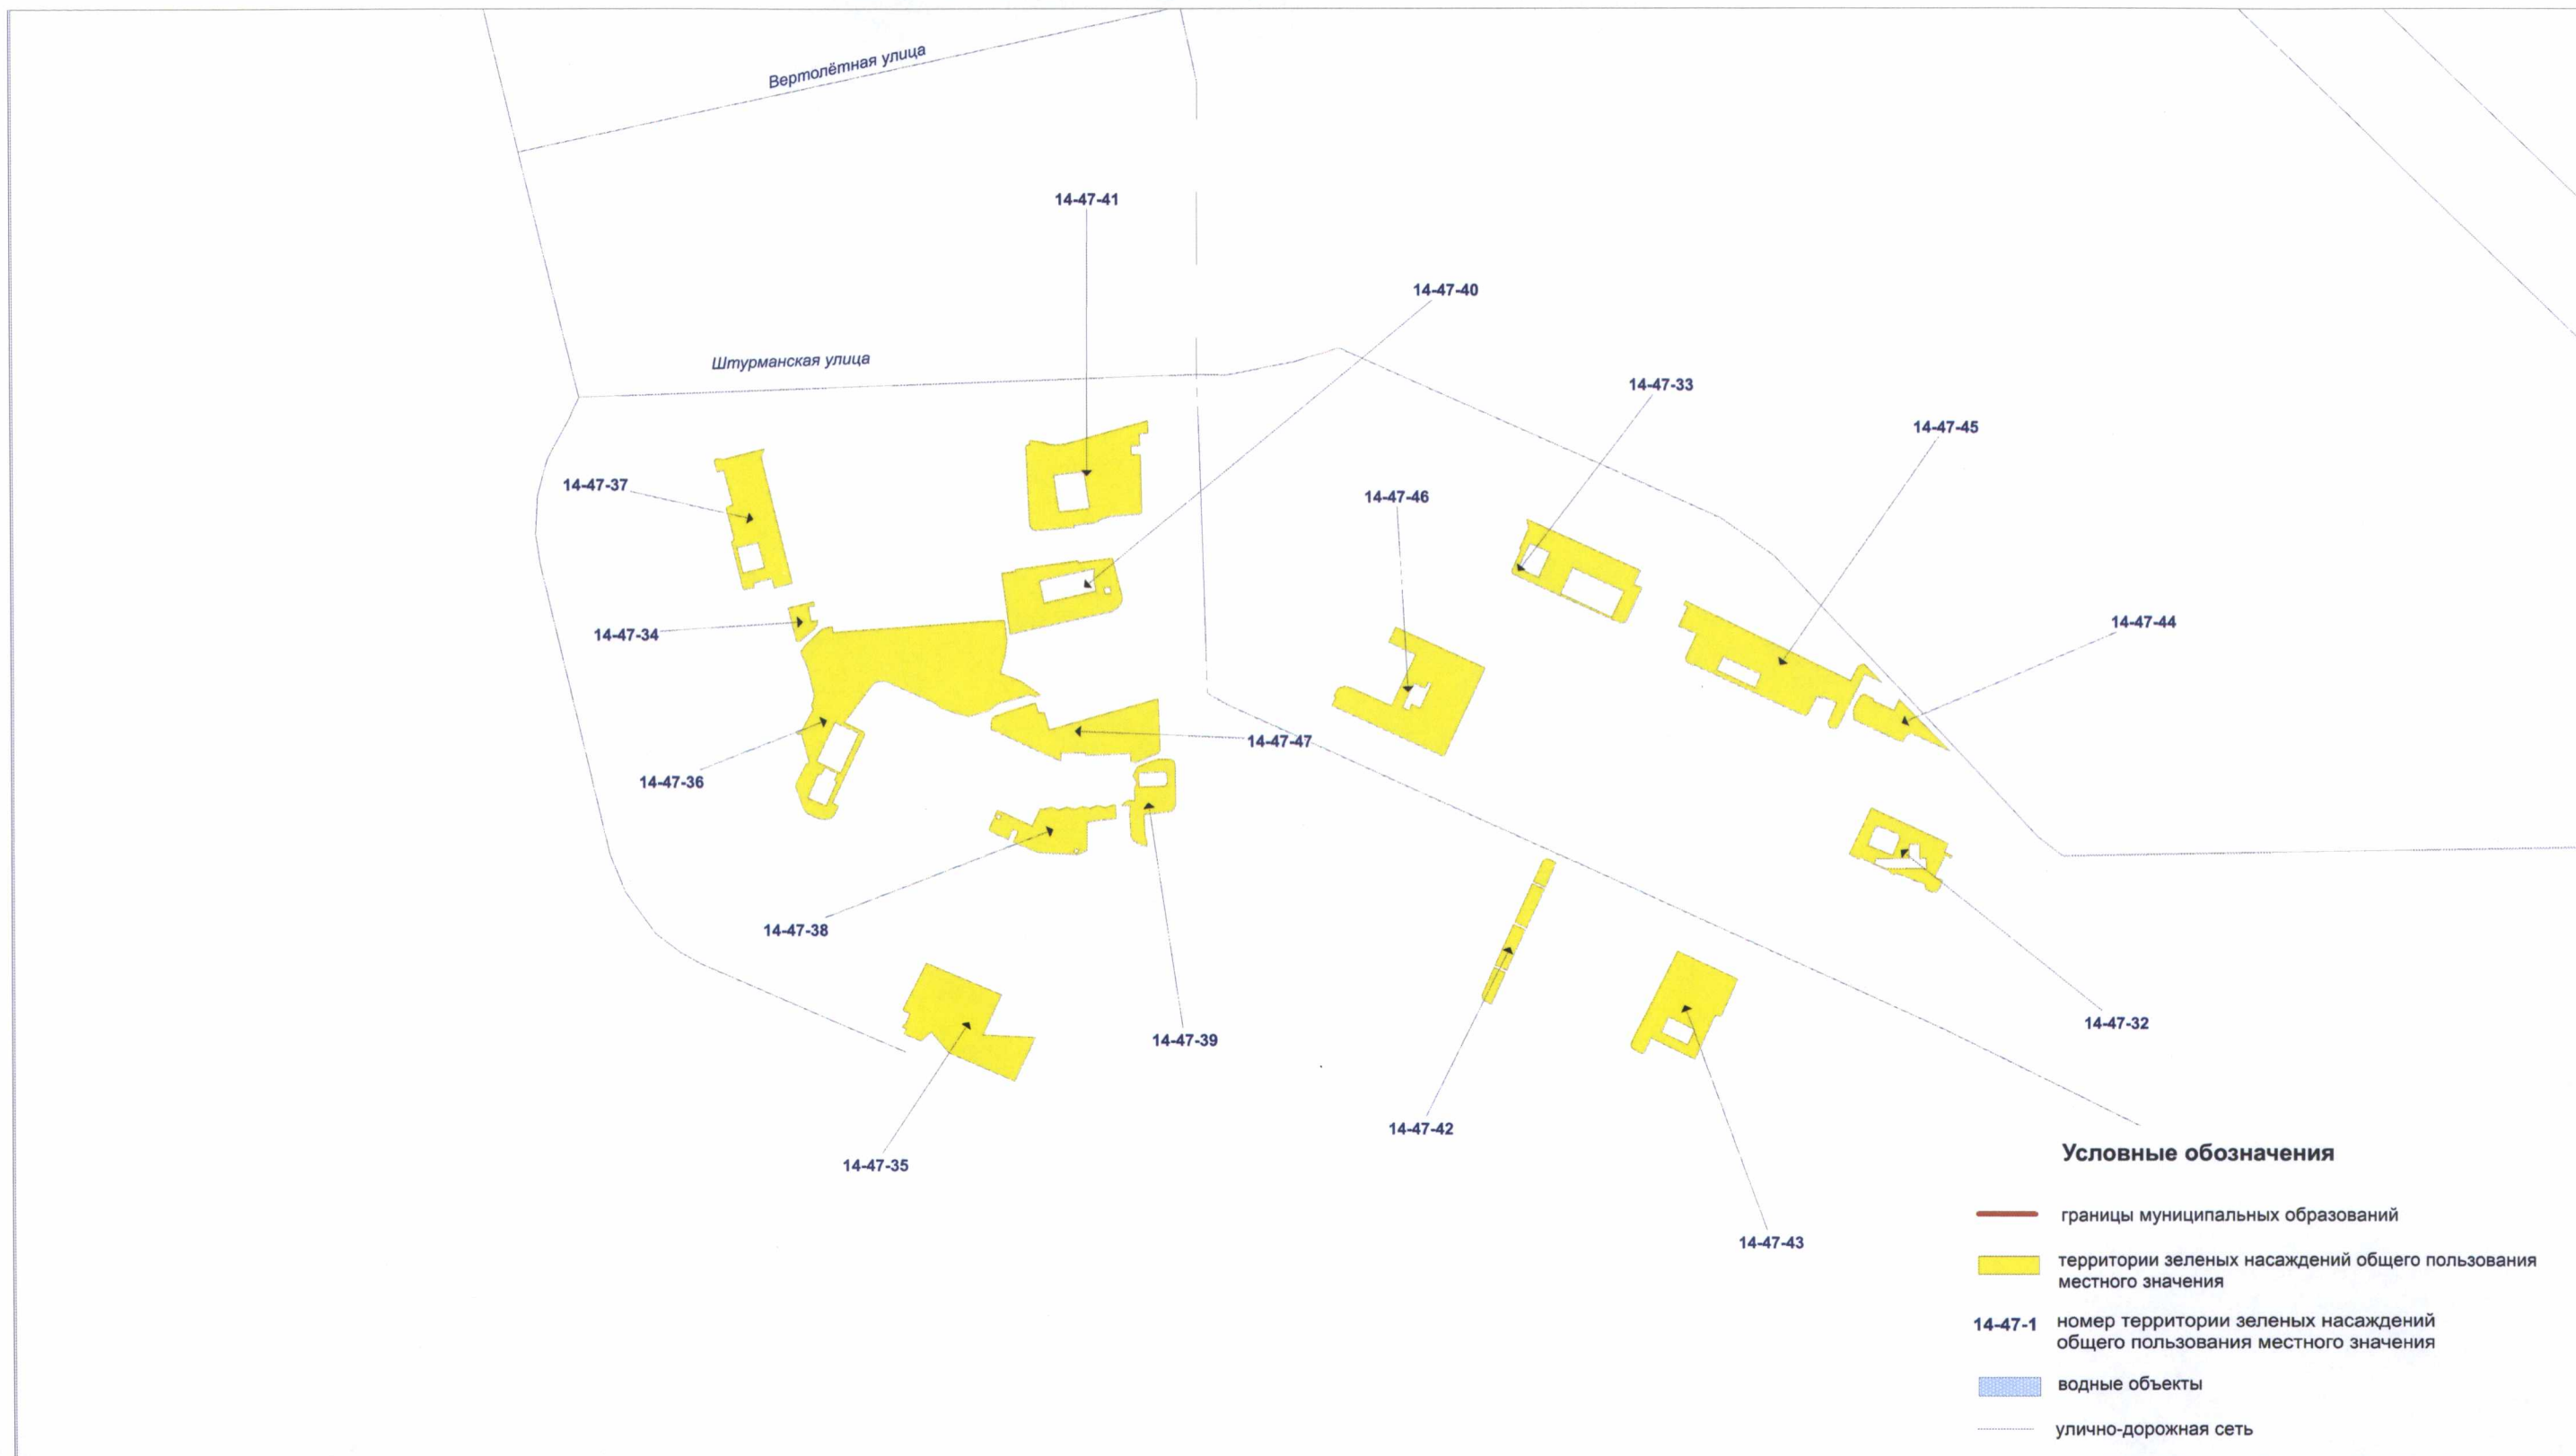 Вертолётная улица
14-47-41
14-47-40
Штурманская улица
14-47-33
14-47-45
14-47-37
14-47-46
14-47-34
14-47-44
14-47-47
14-47-36
14-47-38
14-47-39
14-47-32
14-47-42
14-47-35
14-47-43
Условные обозначения
границы муниципальных образований
территории зеленых насаждений общего пользования
местного значения
14-47-1 номер территории зеленых насаждений
общего пользования местного значения
водные объекты
улично-дорожная сеть